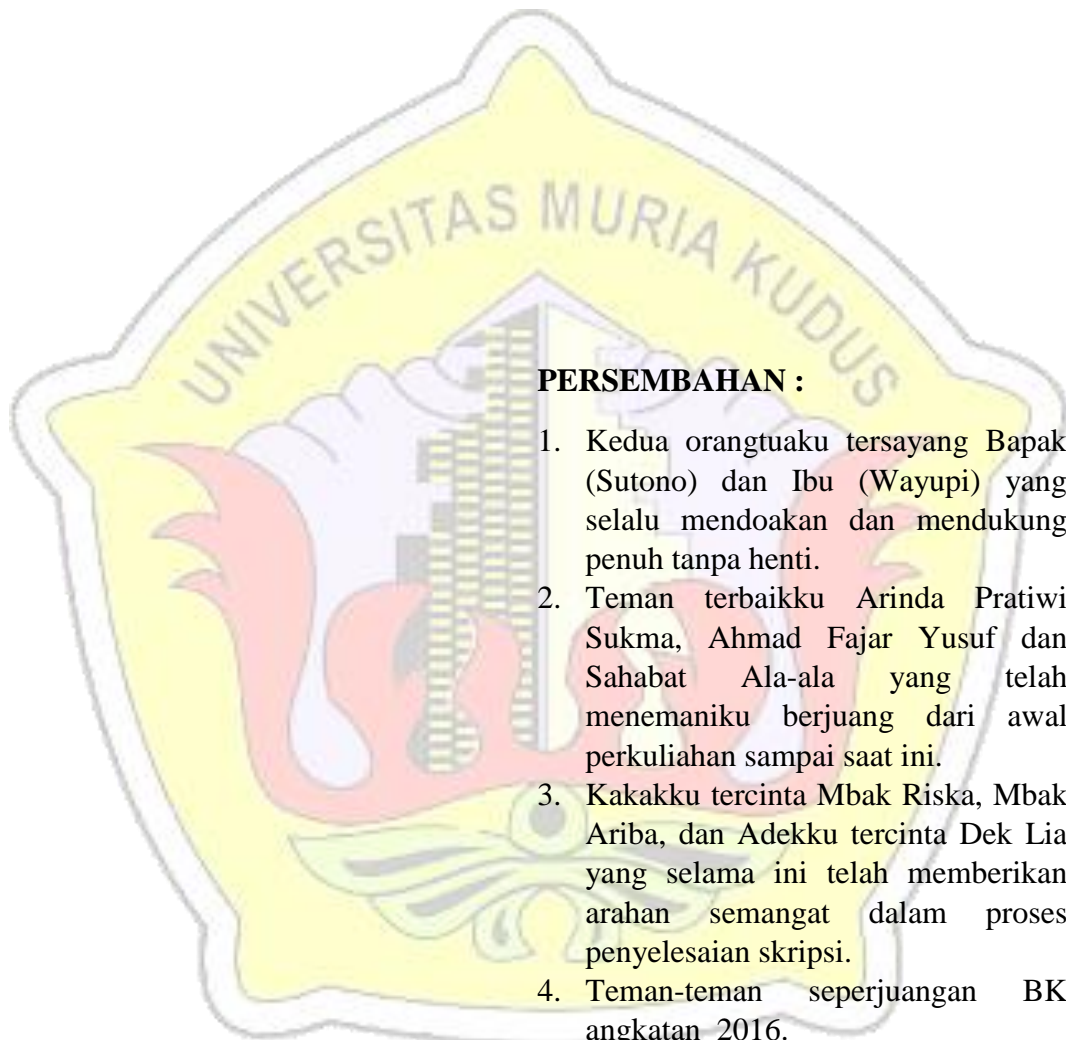 UNIVERSITAS MURIA KUDUS
PERSEMBAHAN :
1. Kedua orangtuaku tersayang Bapak
(Sutono) dan Ibu (Wayupi) yang
selalu mendoakan dan mendukung
penuh tanpa henti.
2. Teman terbaikku Arinda Pratiwi
Sukma, Ahmad Fajar Yusuf dan
Sahabat Ala-ala yang telah
menemaniku berjuang dari awal
perkuliahan sampai saat ini.
3. Kakakku tercinta Mbak Riska, Mbak
Ariba, dan Adekku tercinta Dek Lia
yang selama ini telah memberikan
arahan semangat dalam proses
penyelesaian skripsi.
4. Teman-teman seperjuangan BK
angkatan 2016.